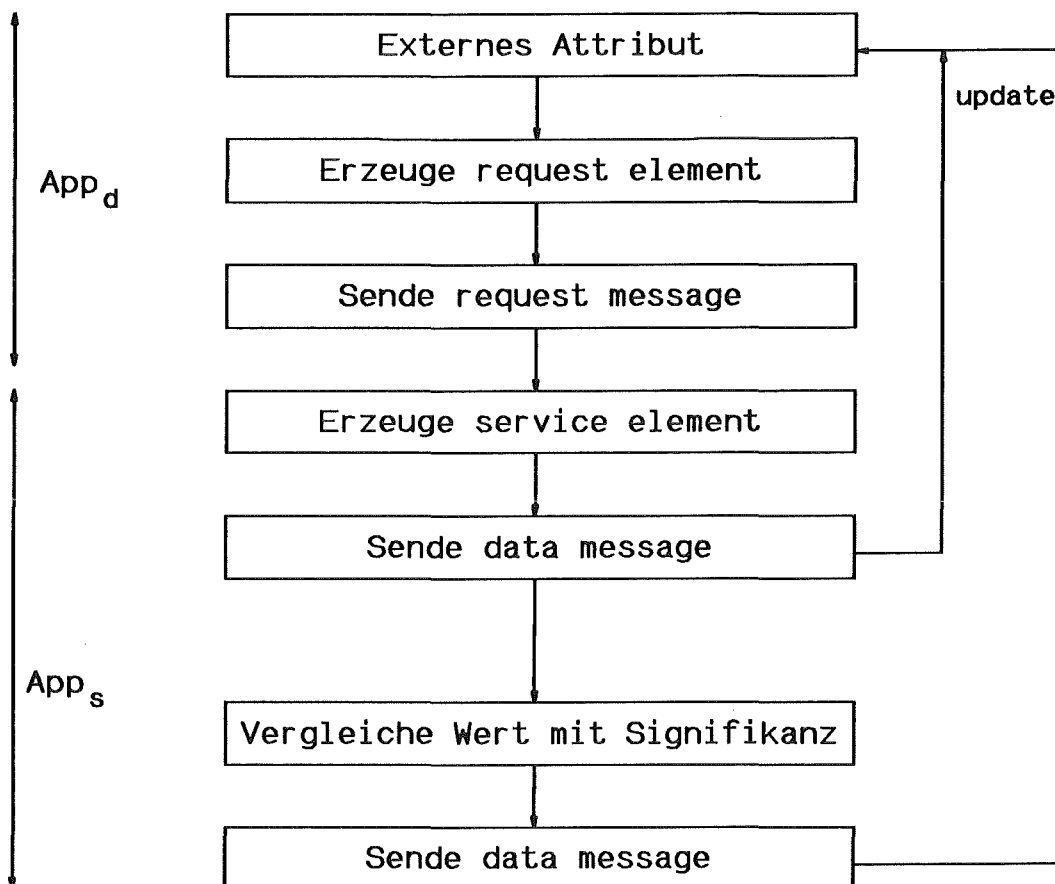 Externes Attribut
update
Erzeuge request element
App_d
Sende request message
Erzeuge service element
Sende data message
App_s
Vergleiche Wert mit Signifikanz
Sende data message